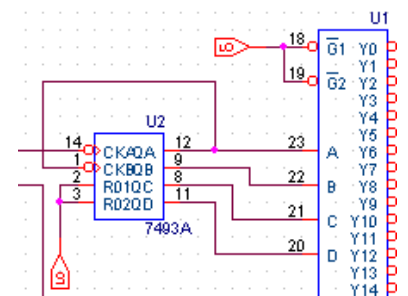 U1
LO
18
G1 Y0
Y1
19
G2 Y2
Y3
Y4
U2
Y5
14
CKA QA
12
23
A Y6
Y7
1
CKB QB
9
22
B Y8
2
R01 QC
8
Y9
21
C Y10
3
R02 QD
11
Y11
7493A
20
D Y12
Y13
LO
Y14